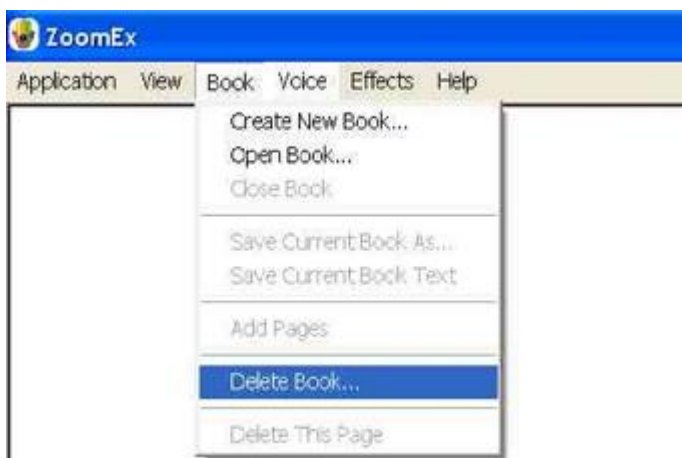 ZoomEx
Application View Book Voice Effects Help
Create New Book...
Open Book...
Close Book
Save Current Book As...
Save Current Book Text
Add Pages
Delete Book...
Delete This Page